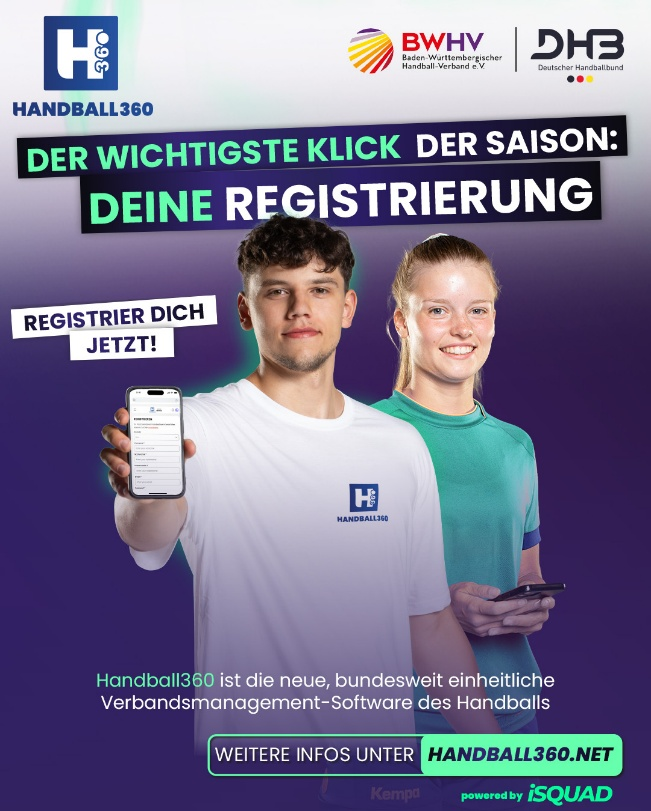 H360
HANDBALL360
BWHV
Baden-Württembergischer
Handball-Verband e.V.
DHB
Deutscher Handballbund
DER WICHTIGSTE KLICK DER SAISON:
DEINE REGISTRIERUNG
REGISTRIER DICH
JETZT!
H360
HANDBALL360
Handball360 ist die neue, bundesweit einheitliche
Verbandsmanagement-Software des Handballs
WEITERE INFOS UNTER HANDBALL360.NET
Kempa
powered by iSQUAD